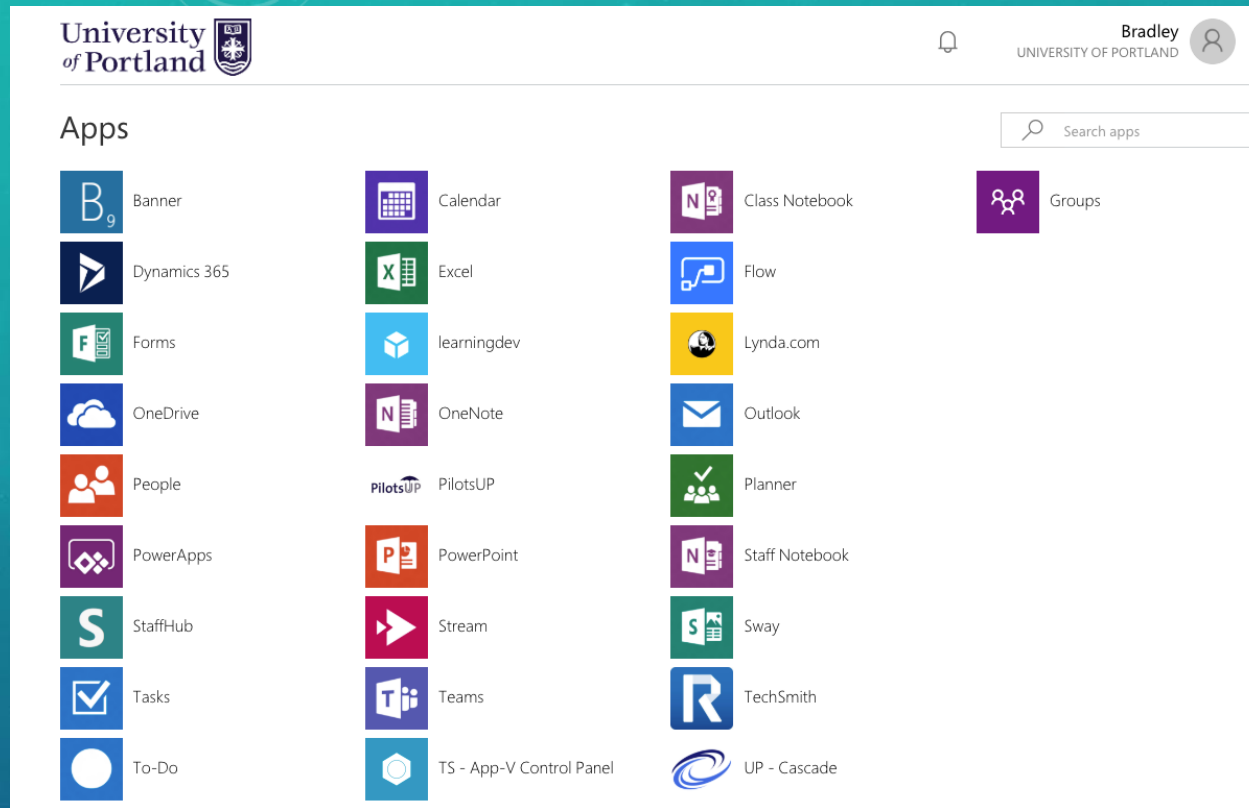 University
of Portland
Bradley
UNIVERSITY OF PORTLAND
Apps
Search apps
B9 Banner
Calendar
N Class Notebook
Groups
Dynamics 365
X Excel
Flow
F Forms
learningdev
Lynda.com
OneDrive
N OneNote
Outlook
People
PilotsUP PilotsUP
Planner
PowerApps
P PowerPoint
N Staff Notebook
S StaffHub
Stream
S Sway
Tasks
T Teams
R TechSmith
To-Do
TS - App-V Control Panel
UP - Cascade